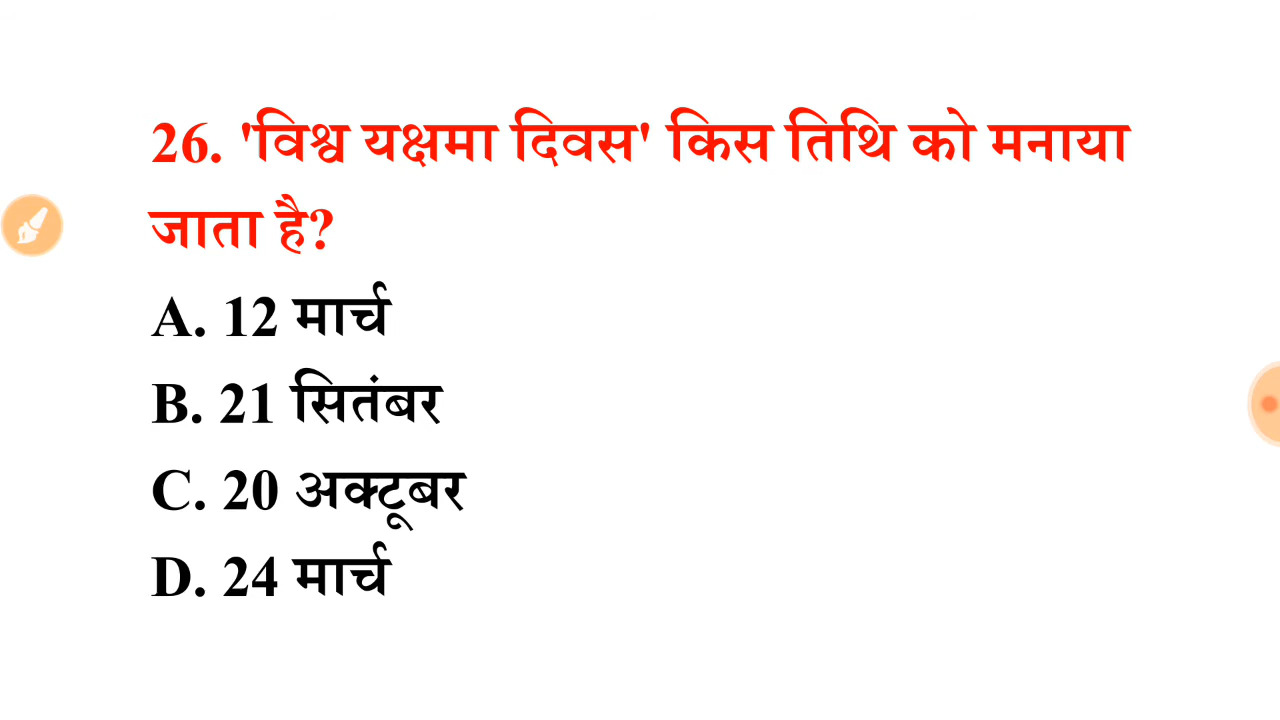 26. 'विश्व यक्षमा दिवस' किस तिथि को मनाया
जाता है?
A. 12 मार्च
B. 21 सितंबर
C. 20 अक्टूबर
D. 24 मार्च